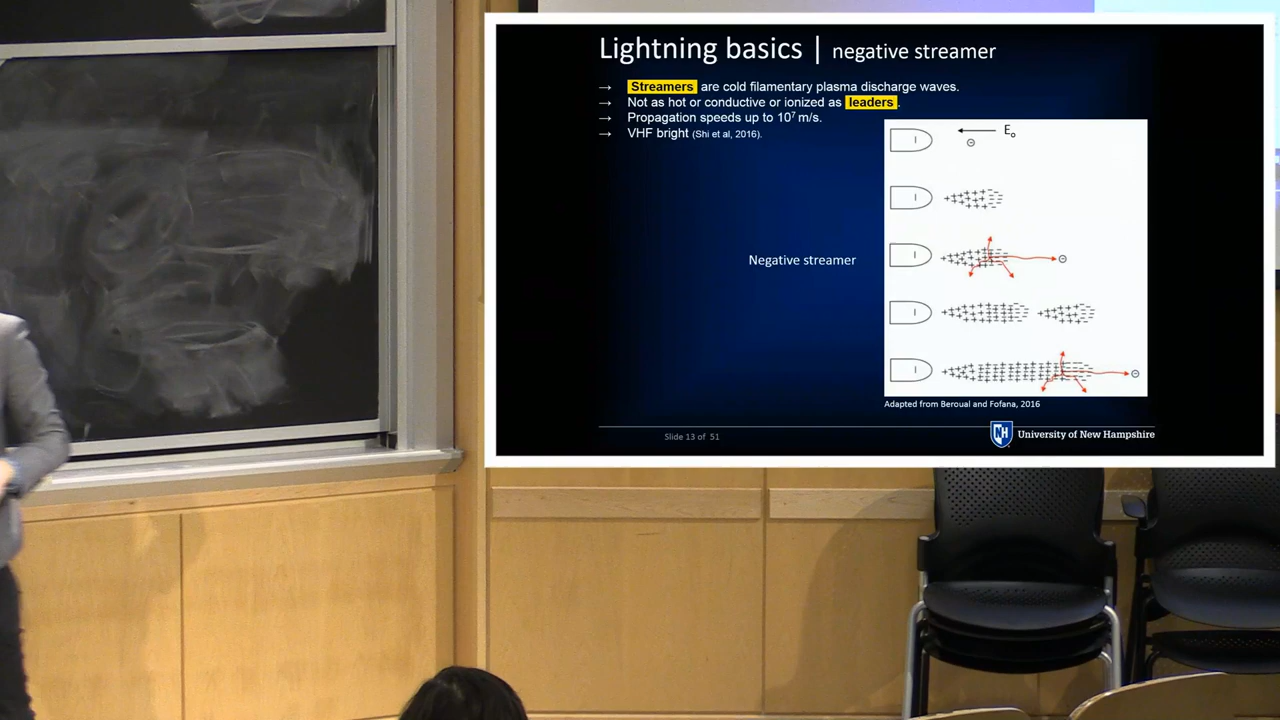 Lightning basics | negative streamer
→ Streamers are cold filamentary plasma discharge waves.
→ Not as hot or conductive or ionized as leaders.
→ Propagation speeds up to 10⁷ m/s.
→ VHF bright (Shi et al, 2016).
E₀
Negative streamer
Adapted from Beroual and Fofana, 2016
Slide 13 of 51
NH University of New Hampshire